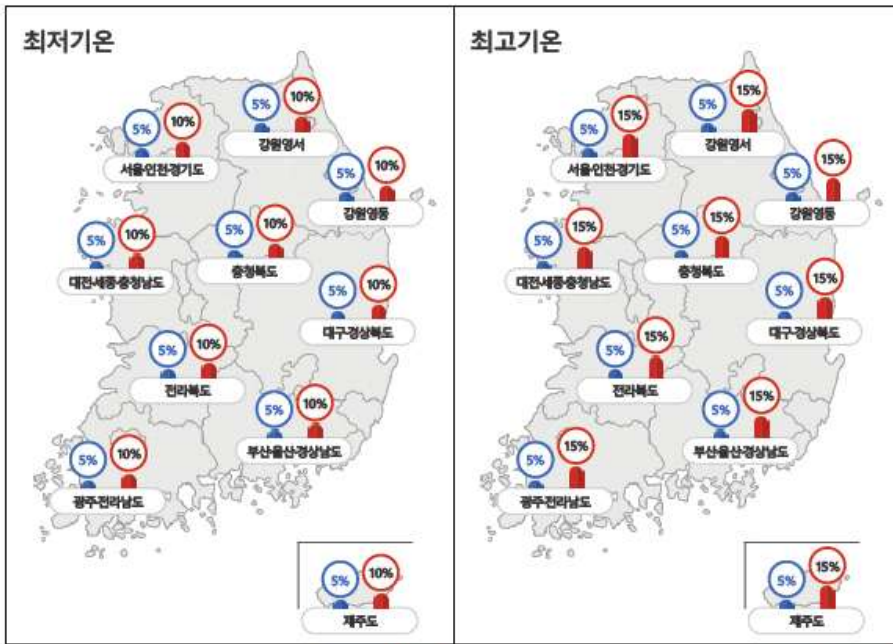 최저기온
5% 10%
서울·인천·경기도
5% 10%
강원영서
5% 10%
강원영동
5% 10%
대전·세종·충청남도
5% 10%
충청북도
5% 10%
대구·경상북도
5% 10%
전라북도
5% 10%
부산·울산·경상남도
5% 10%
광주·전라남도
5% 10%
제주도
최고기온
5% 15%
서울·인천·경기도
5% 15%
강원영서
5% 15%
강원영동
5% 15%
대전·세종·충청남도
5% 15%
충청북도
5% 15%
대구·경상북도
5% 15%
전라북도
5% 15%
부산·울산·경상남도
5% 15%
광주·전라남도
5% 15%
제주도